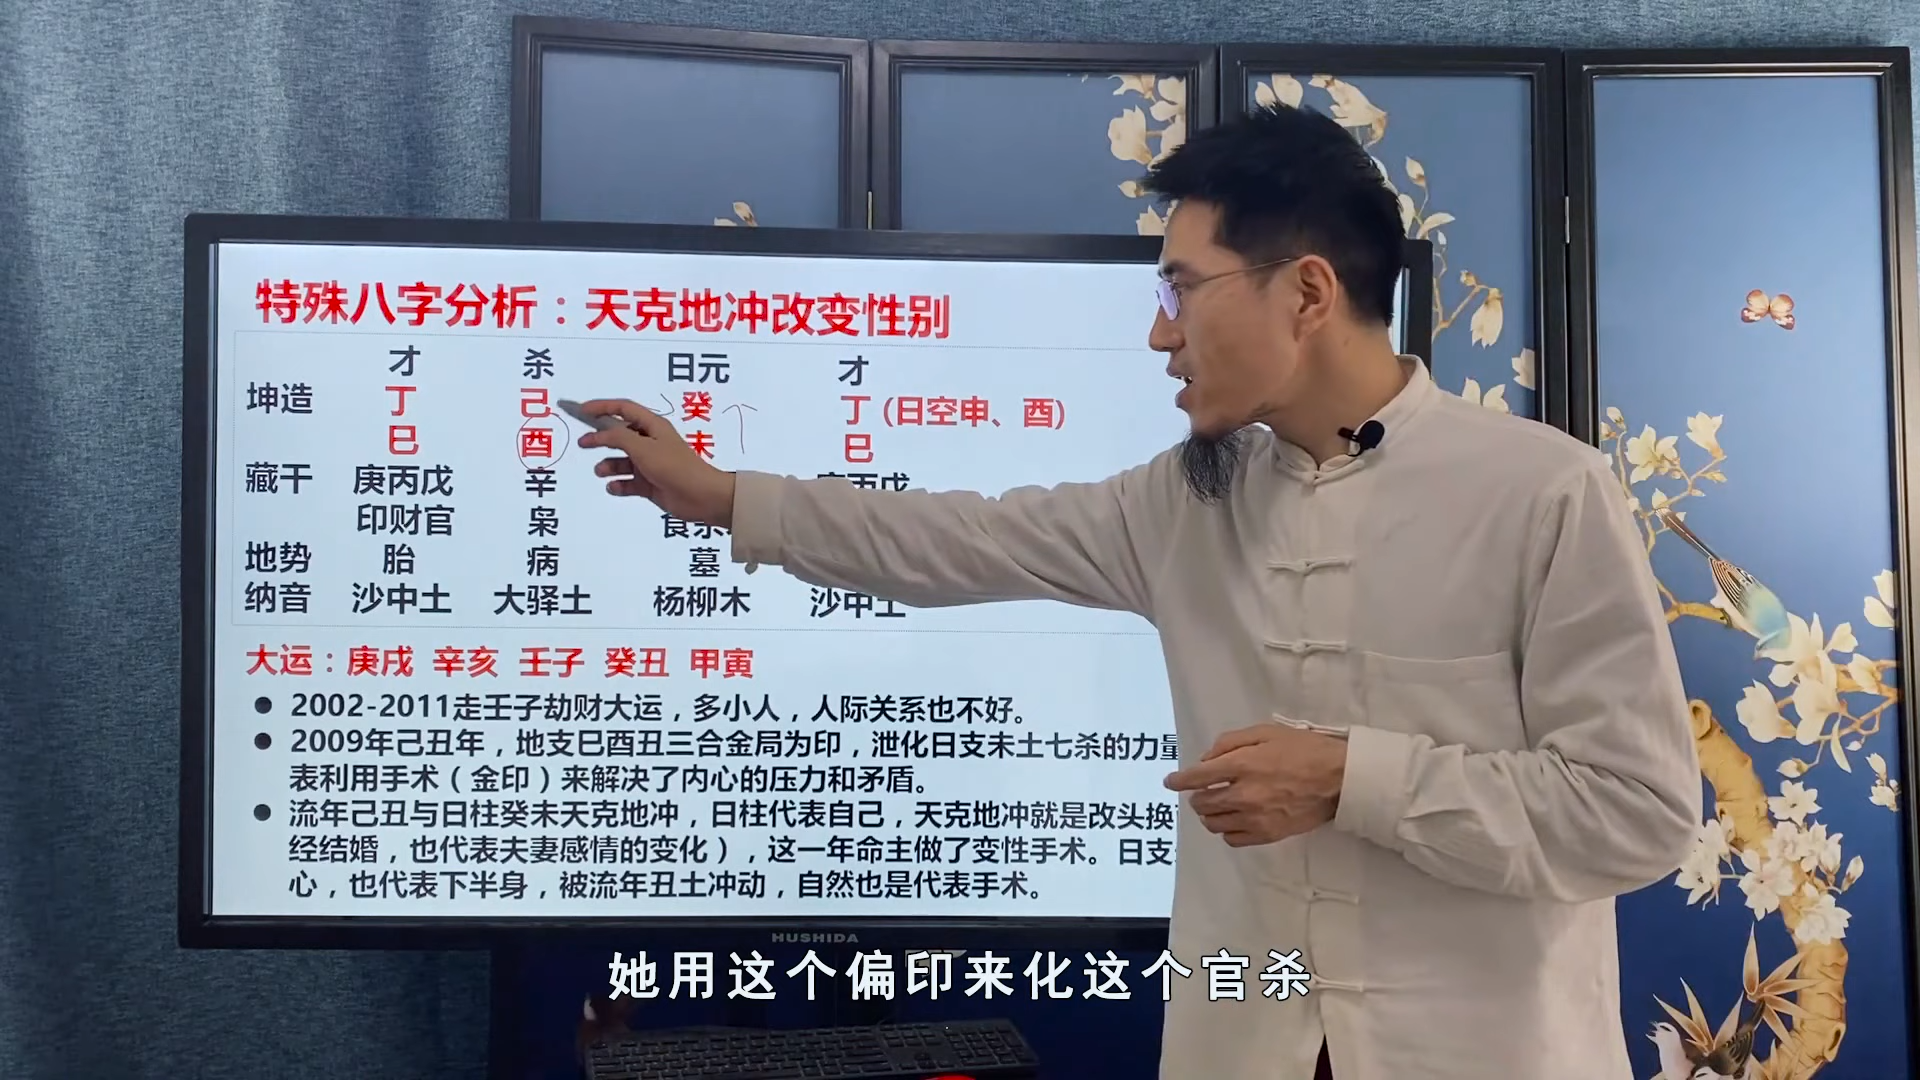 特殊八字分析：天克地冲改变性别
才 杀 日元 才
坤造 丁 己 癸 丁 (日空申、酉)
巳 酉 未 巳
藏干 庚丙戊 辛
印财官 枭
地势 胎 病 墓
纳音 沙中土 大驿土 杨柳木 沙中土
大运：庚戌 辛亥 壬子 癸丑 甲寅
● 2002-2011走壬子劫财大运，多小人，人际关系也不好。
● 2009年己丑年，地支巳酉丑三合金局为印，泄化日支未土七杀的力量
表利用手术（金印）来解决了内心的压力和矛盾。
● 流年己丑与日柱癸未天克地冲，日柱代表自己，天克地冲就是改头换
经结婚，也代表夫妻感情的变化），这一年命主做了变性手术。日支
心，也代表下半身，被流年丑土冲动，自然也是代表手术。
HUSHIDA
她用这个偏印来化这个官杀